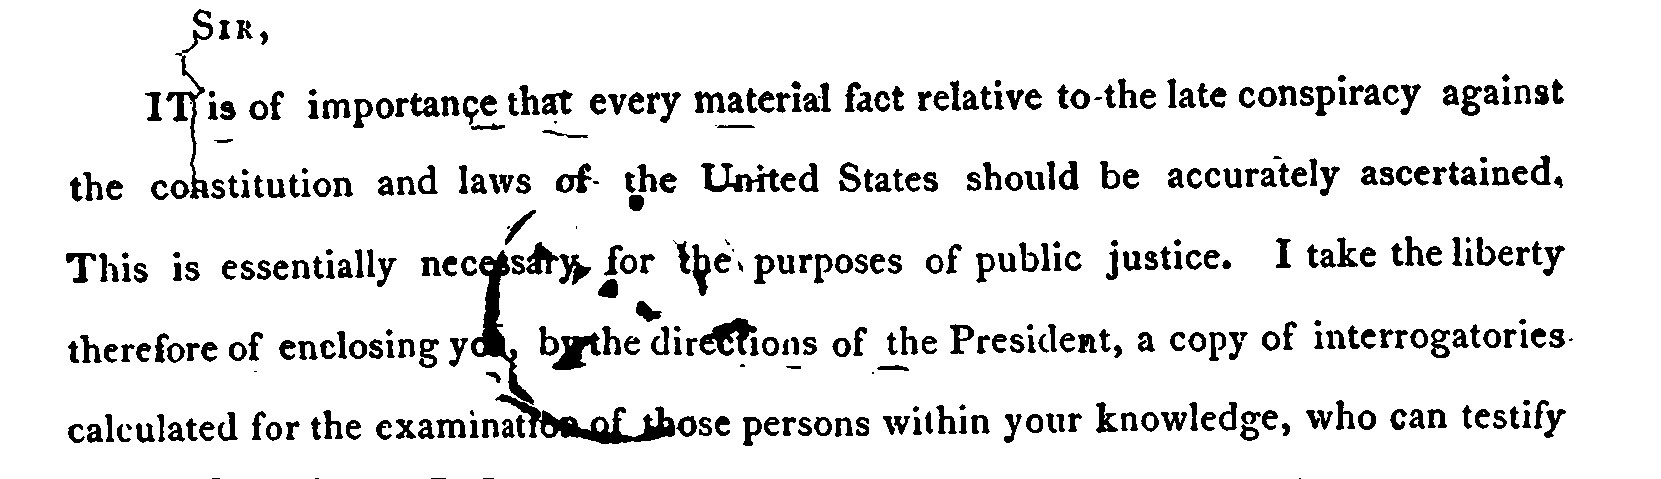 SIR,
IT is of importance that every material fact relative to the late conspiracy against
the constitution and laws of the United States should be accurately ascertained.
This is essentially necessary, for the purposes of public justice. I take the liberty
therefore of enclosing you, by the directions of the President, a copy of interrogatories
calculated for the examination of those persons within your knowledge, who can testify